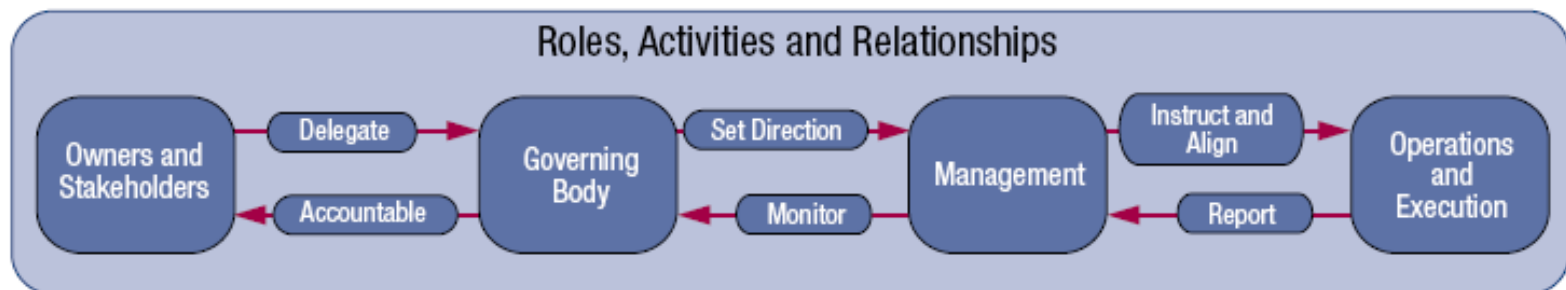 Roles, Activities and Relationships
Owners and
Stakeholders
Delegate
Accountable
Governing
Body
Set Direction
Monitor
Management
Instruct and
Align
Report
Operations
and
Execution